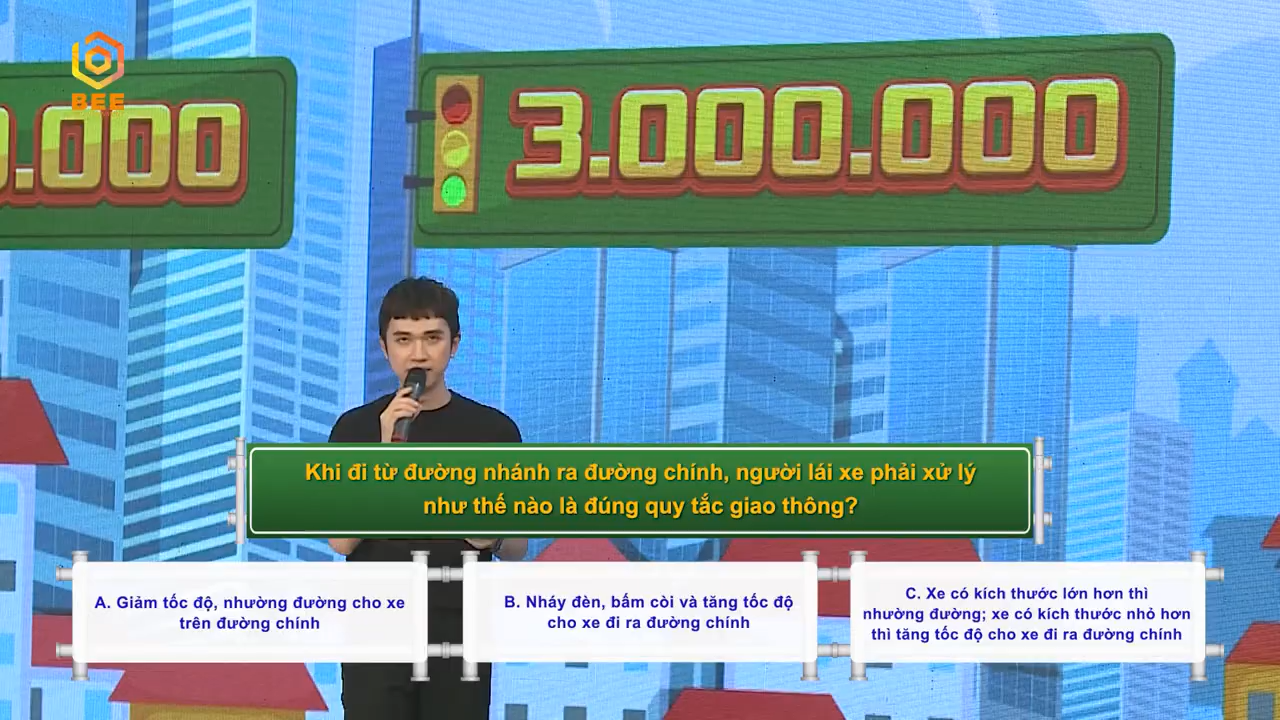 BEE
.000
3.000.000
Khi đi từ đường nhánh ra đường chính, người lái xe phải xử lý
như thế nào là đúng quy tắc giao thông?
A. Giảm tốc độ, nhường đường cho xe
trên đường chính
B. Nháy đèn, bấm còi và tăng tốc độ
cho xe đi ra đường chính
C. Xe có kích thước lớn hơn thì
nhường đường; xe có kích thước nhỏ hơn
thì tăng tốc độ cho xe đi ra đường chính